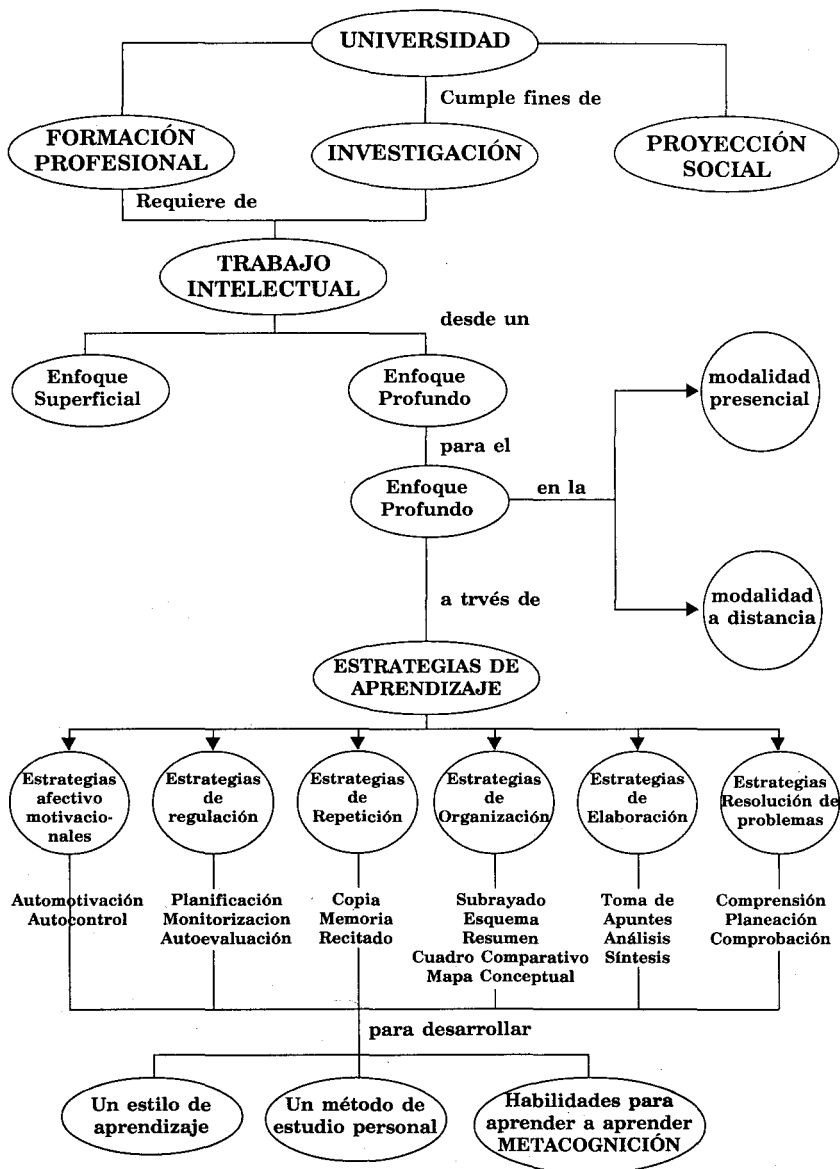 UNIVERSIDAD
Cumple fines de
FORMACIÓN
PROFESIONAL
INVESTIGACIÓN
PROYECCIÓN
SOCIAL
Requiere de
TRABAJO
INTELECTUAL
desde un
Enfoque
Superficial
Enfoque
Profundo
modalidad
presencial
para el
Enfoque
Profundo
en la
a trvés de
modalidad
a distancia
ESTRATEGIAS DE
APRENDIZAJE
Estrategias
afectivo
motivacio-
nales
Estrategias
de
regulación
Estrategias
de
Repetición
Estrategias
de
Organización
Estrategias
de
Elaboración
Estrategias
Resolución de
problemas
Automotivación
Autocontrol
Planificación
Monitorizacion
Autoevaluación
Copia
Memoria
Recitado
Subrayado
Esquema
Resumen
Cuadro Comparativo
Mapa Conceptual
Toma de
Apuntes
Análisis
Síntesis
Comprensión
Planeación
Comprobación
para desarrollar
Un estilo de
aprendizaje
Un método de
estudio personal
Habilidades para
aprender a aprender
METACOGNICIÓN